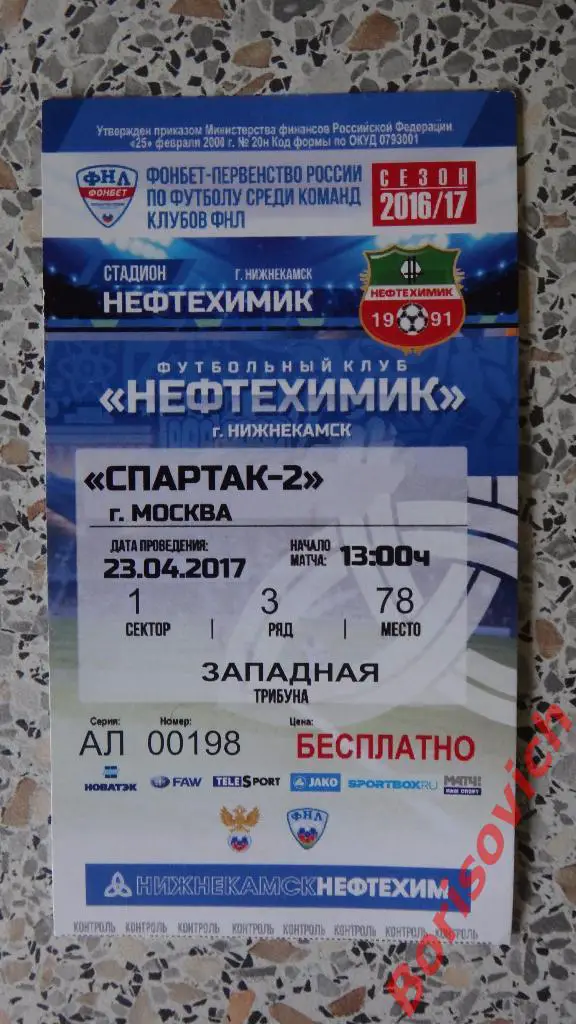 Утвержден приказом Министерства финансов Российской Федерации
«25» февраля 2000 г. № 20н Код формы по ОКУД 0793001
ФНЛ
ФОНБЕТ
ФОНБЕТ-ПЕРВЕНСТВО РОССИИ
ПО ФУТБОЛУ СРЕДИ КОМАНД
КЛУБОВ ФНЛ
СЕЗОН
2016/17
СТАДИОН г. НИЖНЕКАМСК
НЕФТЕХИМИК
НЕФТЕХИМИК
19 91
ФУТБОЛЬНЫЙ КЛУБ
«НЕФТЕХИМИК»
г. НИЖНЕКАМСК
«СПАРТАК-2»
г. МОСКВА
ДАТА ПРОВЕДЕНИЯ: НАЧАЛО
МАТЧА:
23.04.2017 13:00ч
1 3 78
СЕКТОР | РЯД | МЕСТО
ЗАПАДНАЯ
ТРИБУНА
Серия: Номер: Цена:
АЛ 00198 БЕСПЛАТНО
НОВАТЭК FAW TELESPORT JAKO SPORTBOX.RU МАТЧ!
НАШ СПОРТ
ФНЛ
НИЖНЕКАМСКНЕФТЕХИМ
КОНТРОЛЬ КОНТРОЛЬ КОНТРОЛЬ КОНТРОЛЬ КОНТРОЛЬ КОНТРОЛЬ КОНТРОЛЬ КОНТРОЛЬ
Borisovich